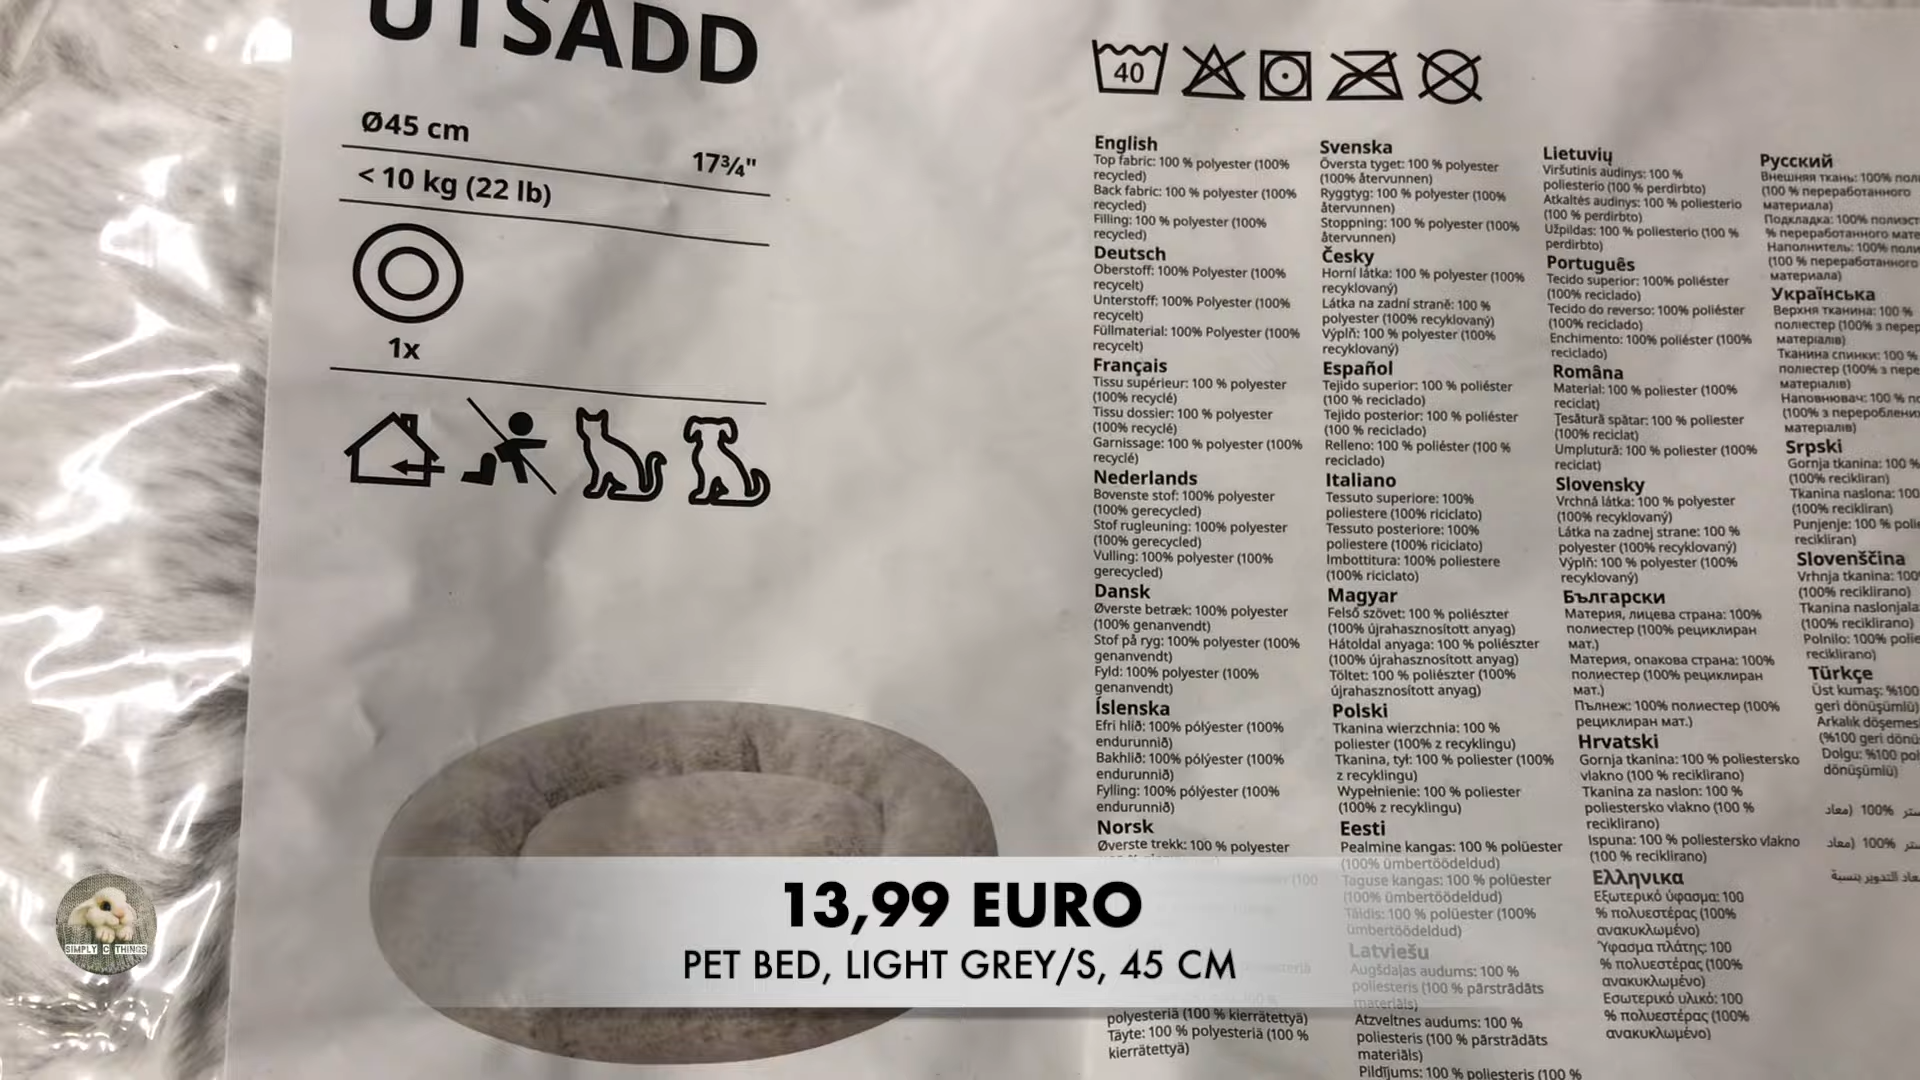 UTSADD
Ø45 cm
17¾"
< 10 kg (22 lb)
1x
40
English
Top fabric: 100 % polyester (100%
recycled)
Back fabric: 100 % polyester (100%
recycled)
Filling: 100 % polyester (100%
recycled)
Deutsch
Oberstoff: 100% Polyester (100%
recycelt)
Unterstoff: 100% Polyester (100%
recycelt)
Füllmaterial: 100% Polyester (100%
recycelt)
Français
Tissu supérieur: 100 % polyester
(100% recyclé)
Tissu dossier: 100 % polyester
(100% recyclé)
Garnissage: 100 % polyester (100%
recyclé)
Nederlands
Bovenste stof: 100% polyester
(100% gerecycled)
Stof rugleuning: 100% polyester
(100% gerecycled)
Vulling: 100% polyester (100%
gerecycled)
Dansk
Øverste betræk: 100% polyester
(100% genanvendt)
Stof på ryg: 100% polyester (100%
genanvendt)
Fyld: 100% polyester (100%
genanvendt)
Íslenska
Efri hlið: 100% pólýester (100%
endurunnið)
Bakhlið: 100% pólýester (100%
endurunnið)
Fylling: 100% pólýester (100%
endurunnið)
Norsk
Øverste trekk: 100 % polyester
polyesteriä (100 % kierrätettyä)
Täyte: 100 % polyesteriä (100 %
kierrätettyä)
Svenska
Översta tyget: 100 % polyester
(100% återvunnen)
Ryggtyg: 100 % polyester (100%
återvunnen)
Stoppning: 100 % polyester (100%
återvunnen)
Česky
Horní látka: 100 % polyester (100%
recyklovaný)
Látka na zadní straně: 100 %
polyester (100% recyklovaný)
Výplň: 100 % polyester (100%
recyklovaný)
Español
Tejido superior: 100 % poliéster
(100 % reciclado)
Tejido posterior: 100 % poliéster
(100 % reciclado)
Relleno: 100 % poliéster (100 %
reciclado)
Italiano
Tessuto superiore: 100%
poliestere (100% riciclato)
Tessuto posteriore: 100%
poliestere (100% riciclato)
Imbottitura: 100% poliestere
(100% riciclato)
Magyar
Felső szövet: 100 % poliészter
(100% újrahasznosított anyag)
Hátoldal anyaga: 100 % poliészter
(100% újrahasznosított anyag)
Töltet: 100 % poliészter (100%
újrahasznosított anyag)
Polski
Tkanina wierzchnia: 100 %
poliester (100% z recyklingu)
Tkanina, tył: 100 % poliester (100%
z recyklingu)
Wypełnienie: 100 % poliester
(100% z recyklingu)
Eesti
Pealmine kangas: 100 % polüester
(100% ümbertöödeldud)
Taguse kangas: 100 % polüester
(100% ümbertöödeldud)
Täidis: 100 % polüester (100%
ümbertöödeldud)
Latviešu
Augšdaļas audums: 100 %
poliesteris (100 % pārstrādāts
materiāls)
Atzveltnes audums: 100 %
poliesteris (100 % pārstrādāts
materiāls)
Pildījums: 100 % poliesteris (100 %
Lietuvių
Viršutinis audinys: 100 %
poliesterio (100 % perdirbto)
Atkaltės audinys: 100 % poliesterio
(100 % perdirbto)
Užpildas: 100 % poliesterio (100 %
perdirbto)
Português
Tecido superior: 100% poliéster
(100% reciclado)
Tecido do reverso: 100% poliéster
(100% reciclado)
Enchimento: 100% poliéster (100%
reciclado)
Româna
Material: 100 % poliester (100%
reciclat)
Ţesătură spătar: 100 % poliester
(100% reciclat)
Umplutură: 100 % poliester (100%
reciclat)
Slovensky
Vrchná látka: 100 % polyester
(100% recyklovaný)
Látka na zadnej strane: 100 %
polyester (100% recyklovaný)
Výplň: 100 % polyester (100%
recyklovaný)
Български
Материя, лицева страна: 100%
полиестер (100% рециклиран
мат.)
Материя, опакова страна: 100%
полиестер (100% рециклиран
мат.)
Пълнеж: 100% полиестер (100%
рециклиран мат.)
Hrvatski
Gornja tkanina: 100 % poliestersko
vlakno (100 % reciklirano)
Tkanina za naslon: 100 %
poliestersko vlakno (100 %
reciklirano)
Ispuna: 100 % poliestersko vlakno
(100 % reciklirano)
Ελληνικα
Εξωτερικό ύφασμα: 100
% πολυεστέρας (100%
ανακυκλωμένο)
Ύφασμα πλάτης: 100
% πολυεστέρας (100%
ανακυκλωμένο)
Εσωτερικό υλικό: 100
% πολυεστέρας (100%
ανακυκλωμένο)
Русский
Внешняя ткань: 100%
(100 % переработанного
материала)
Подкладка: 100%
% переработанного
Наполнитель: 100%
(100 % переработанного
материала)
Українська
Верхня тканина: 100 %
поліестер (100% з
матеріалів)
Тканина спинки: 100 %
поліестер (100% з
матеріалів)
Наповнювач: 100 %
(100% з
матеріалів)
Srpski
Gornja tkanina: 100 %
(100% recikliran)
Tkanina naslona: 100
(100% recikliran)
Punjenje: 100 %
recikliran)
Slovenščina
Vrhnja tkanina: 100
(100% reciklirano)
Tkanina naslonjala:
(100% reciklirano)
Polnilo: 100%
reciklirano)
Türkçe
Üst kumaş: %100
geri dönüşümlü)
Arkalık
(%100 geri
Dolgu: %100
dönüşümlü)
100% (معاد
100% (معاد
التدوير بنسبة
13,99 EURO
PET BED, LIGHT GREY/S, 45 CM
SIMPLY C THINGS